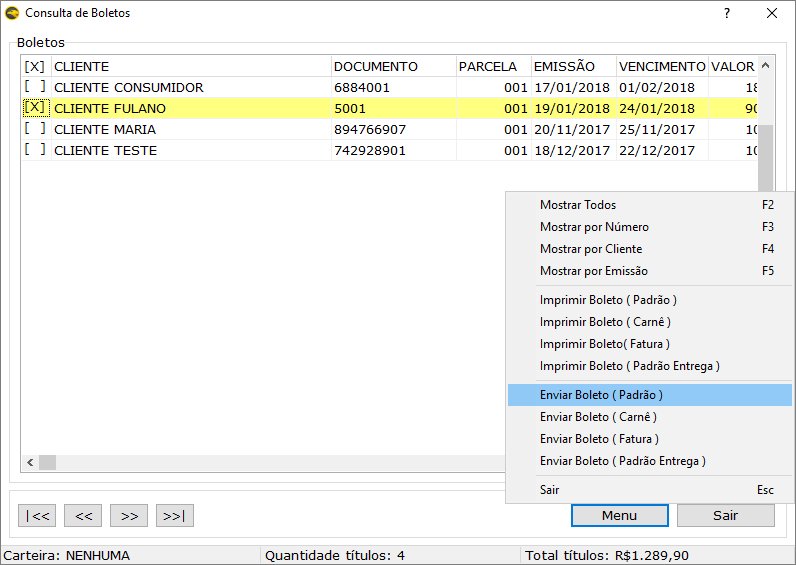 Consulta de Boletos ?
Boletos
[X] CLIENTE DOCUMENTO PARCELA EMISSÃO VENCIMENTO VALOR
[ ] CLIENTE CONSUMIDOR 6884001 001 17/01/2018 01/02/2018 18
[X] CLIENTE FULANO 5001 001 19/01/2018 24/01/2018 90
[ ] CLIENTE MARIA 894766907 001 20/11/2017 25/11/2017 10
[ ] CLIENTE TESTE 742928901 001 18/12/2017 22/12/2017 10
Mostrar Todos F2
Mostrar por Número F3
Mostrar por Cliente F4
Mostrar por Emissão F5
Imprimir Boleto ( Padrão )
Imprimir Boleto ( Carnê )
Imprimir Boleto( Fatura )
Imprimir Boleto ( Padrão Entrega )
Enviar Boleto ( Padrão )
Enviar Boleto ( Carnê )
Enviar Boleto ( Fatura )
Enviar Boleto ( Padrão Entrega )
Sair Esc
|<< << >> >>| Menu Sair
Carteira: NENHUMA Quantidade títulos: 4 Total títulos: R$1.289,90